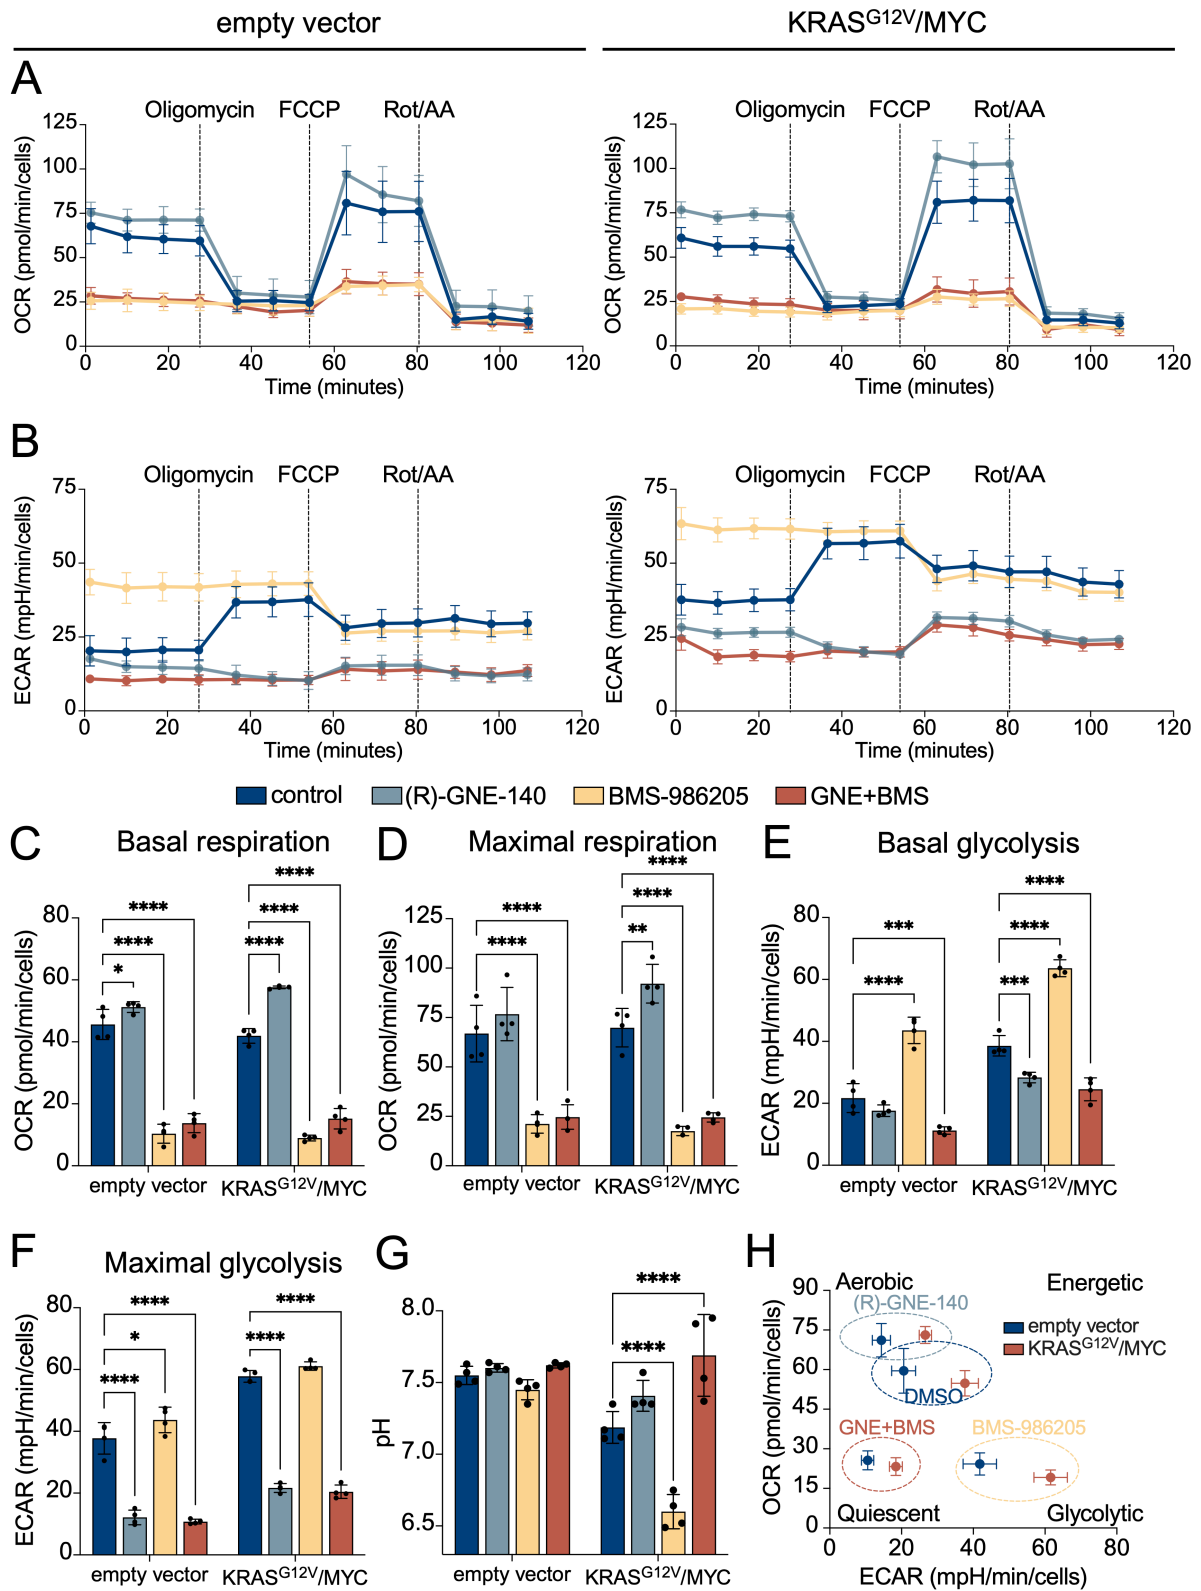 empty vector
KRASG12V/MYC
A
Oligomycin FCCP Rot/AA
125
100
75
50
25
0
OCR (pmol/min/cells)
0 20 40 60 80 100 120
Time (minutes)
Oligomycin FCCP Rot/AA
125
100
75
50
25
0
OCR (pmol/min/cells)
0 20 40 60 80 100 120
Time (minutes)
B
Oligomycin FCCP Rot/AA
75
50
25
0
ECAR (mpH/min/cells)
0 20 40 60 80 100 120
Time (minutes)
Oligomycin FCCP Rot/AA
75
50
25
0
ECAR (mpH/min/cells)
0 20 40 60 80 100 120
Time (minutes)
control (R)-GNE-140 BMS-986205 GNE+BMS
C
Basal respiration
80
60
40
20
0
OCR (pmol/min/cells)
****
****
*
****
****
****
empty vector KRASG12V/MYC
D
Maximal respiration
125
100
75
50
25
0
OCR (pmol/min/cells)
****
****
****
****
**
empty vector KRASG12V/MYC
E
Basal glycolysis
80
60
40
20
0
ECAR (mpH/min/cells)
***
****
****
****
***
empty vector KRASG12V/MYC
F
Maximal glycolysis
80
60
40
20
0
ECAR (mpH/min/cells)
****
*
****
****
****
empty vector KRASG12V/MYC
G
8.0
7.5
7.0
6.5
pH
****
****
empty vector KRASG12V/MYC
H
90
75
60
45
30
15
0
OCR (pmol/min/cells)
Aerobic Energetic
(R)-GNE-140
empty vector
KRASG12V/MYC
DMSO
GNE+BMS BMS-986205
Quiescent Glycolytic
0 20 40 60 80
ECAR (mpH/min/cells)